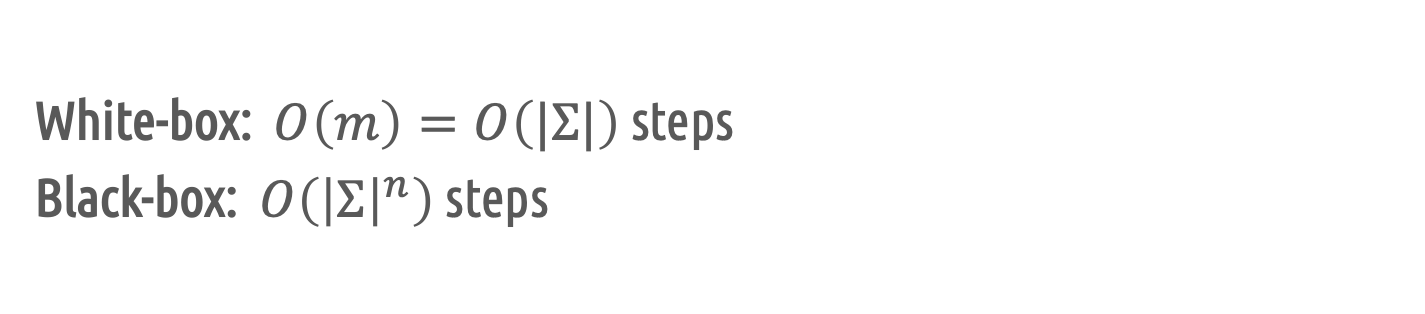 White-box: O(m) = O(|Σ|) steps
Black-box: O(|Σ|ⁿ) steps